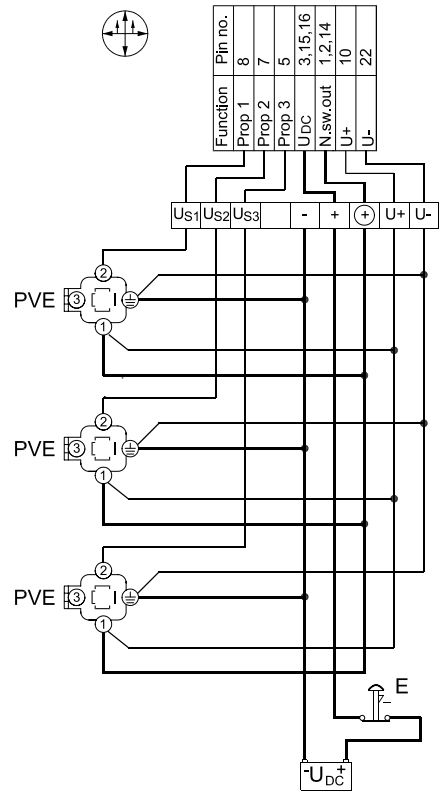 Function Pin no.
Prop 1 8
Prop 2 7
Prop 3 5
UDC 3,15,16
N.sw.out 1,2,14
U+ 10
U- 22
US1 US2 US3 - + + U+ U-
2
PVE 3
1
2
PVE 3
1
2
PVE 3
1
E
- UDC +